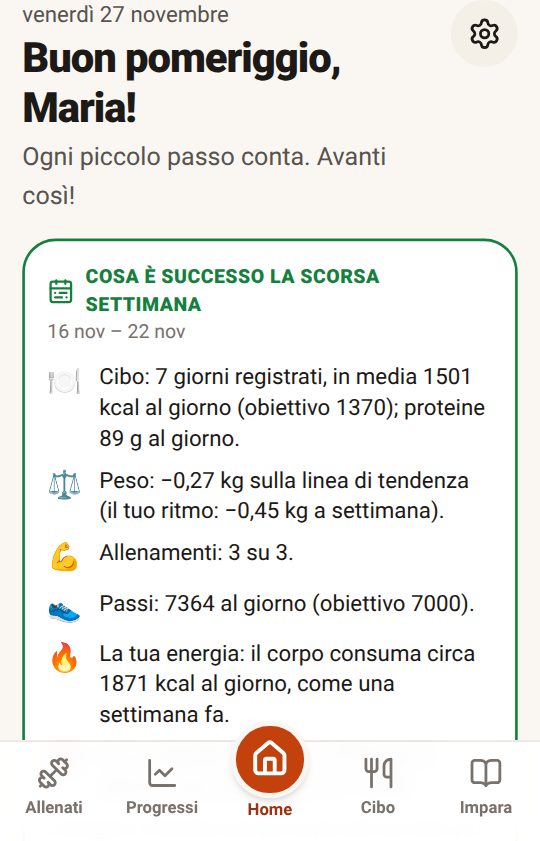 venerdì 27 novembre
Buon pomeriggio,
Maria!
Ogni piccolo passo conta. Avanti
così!
COSA È SUCCESSO LA SCORSA
SETTIMANA
16 nov – 22 nov
Cibo: 7 giorni registrati, in media 1501
kcal al giorno (obiettivo 1370); proteine
89 g al giorno.
Peso: −0,27 kg sulla linea di tendenza
(il tuo ritmo: −0,45 kg a settimana).
Allenamenti: 3 su 3.
Passi: 7364 al giorno (obiettivo 7000).
La tua energia: il corpo consuma circa
1871 kcal al giorno, come una
settimana fa.
Allenati
Progressi
Home
Cibo
Impara